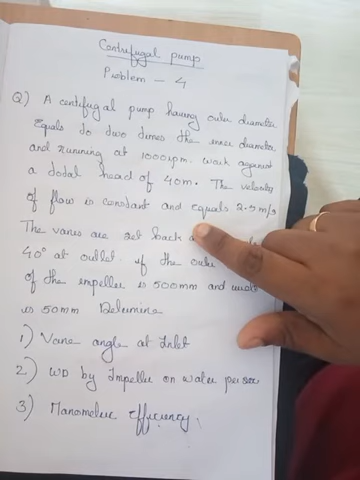 Centrifugal pump
Problem - 4
Q) A centifugal pump having outer diameter
Equals to two times the inner diameter
and running at 1000rpm. work against
a total head of 40m. The velocity
of flow is constant and equals 2.5m/s
The vanes are set back
40° at outlet. if the outer
of the impeller is 500mm and
is 50mm Determine
1) Vane angle at Inlet
2) WD by Impeller on water per sec
3) Manometric Efficiency.